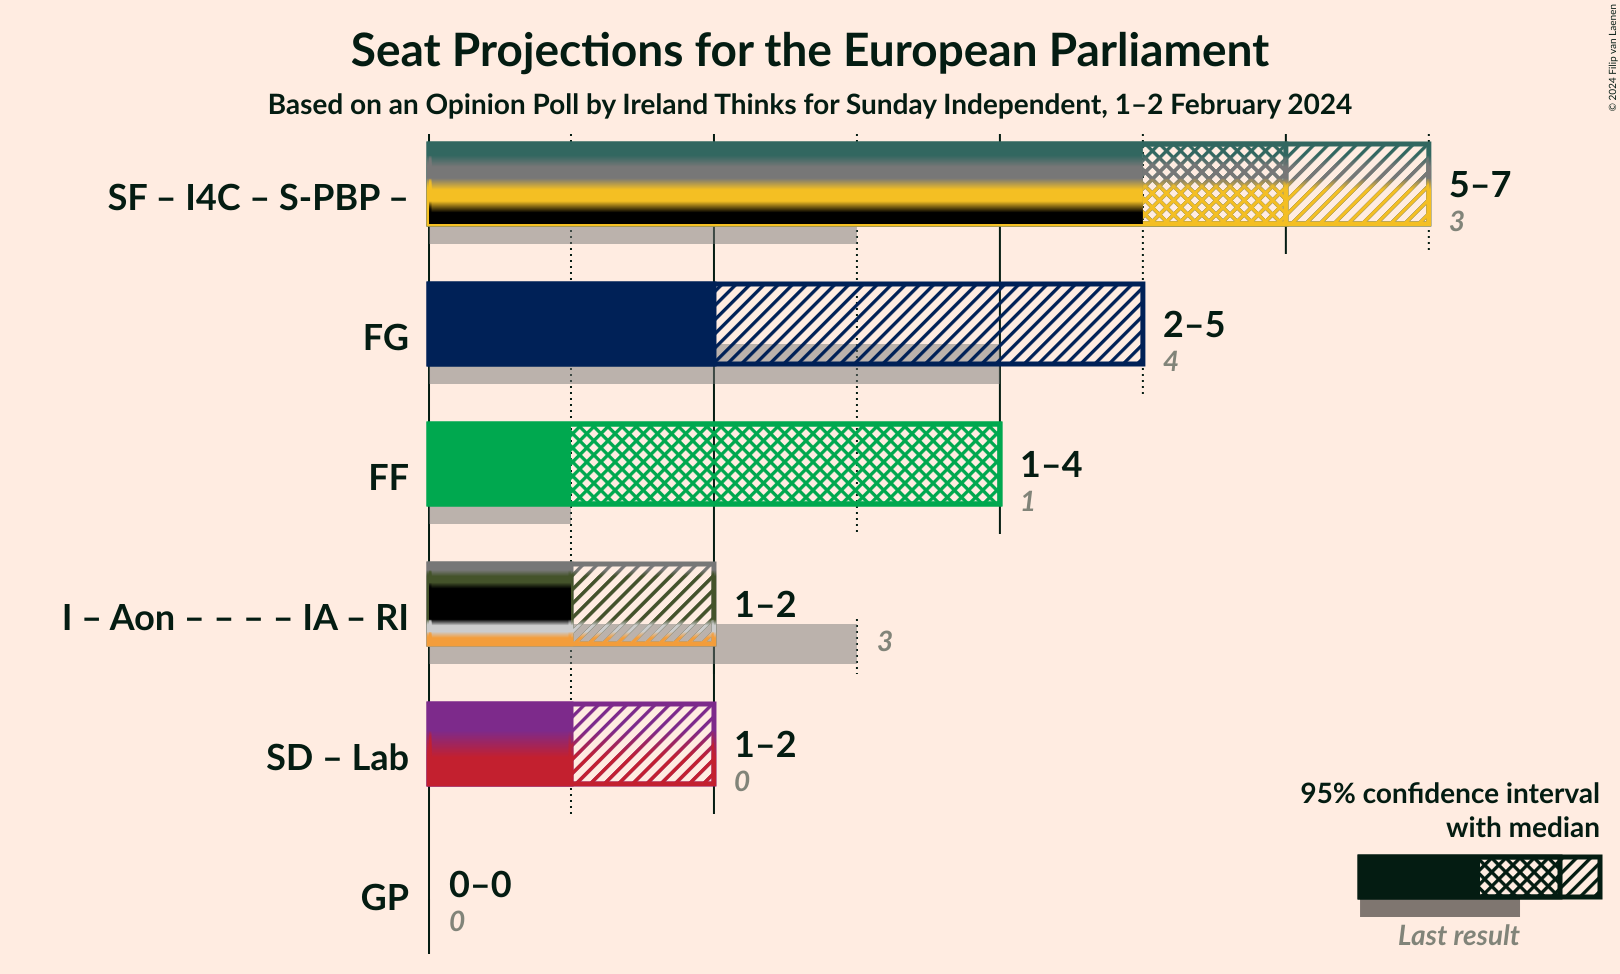 Seat Projections for the European Parliament
Based on an Opinion Poll by Ireland Thinks for Sunday Independent, 1–2 February 2024
© 2024 Filip van Laenen
SF – I4C – S-PBP –
5–7
3
FG
2–5
4
FF
1–4
1
I – Aon – – – – IA – RI
1–2
3
SD – Lab
1–2
0
GP
0–0
0
95% confidence interval
with median
Last result